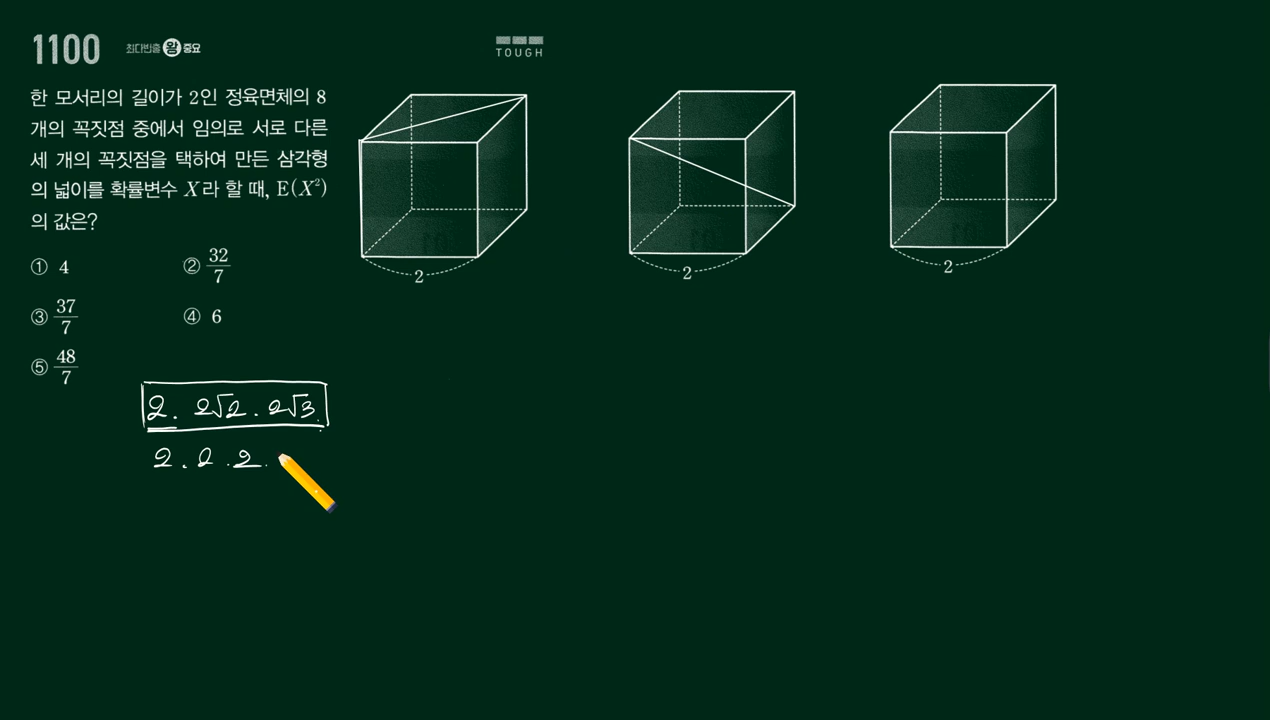 1100 최다빈출 왕 중요
TOUGH
한 모서리의 길이가 2인 정육면체의 8
개의 꼭짓점 중에서 임의로 서로 다른
세 개의 꼭짓점을 택하여 만든 삼각형
의 넓이를 확률변수 X라 할 때, E(X²)
의 값은?
① 4 ② 32/7
③ 37/7 ④ 6
⑤ 48/7
2
2
2
2. 2√2. 2√3.
2. 2. 2.